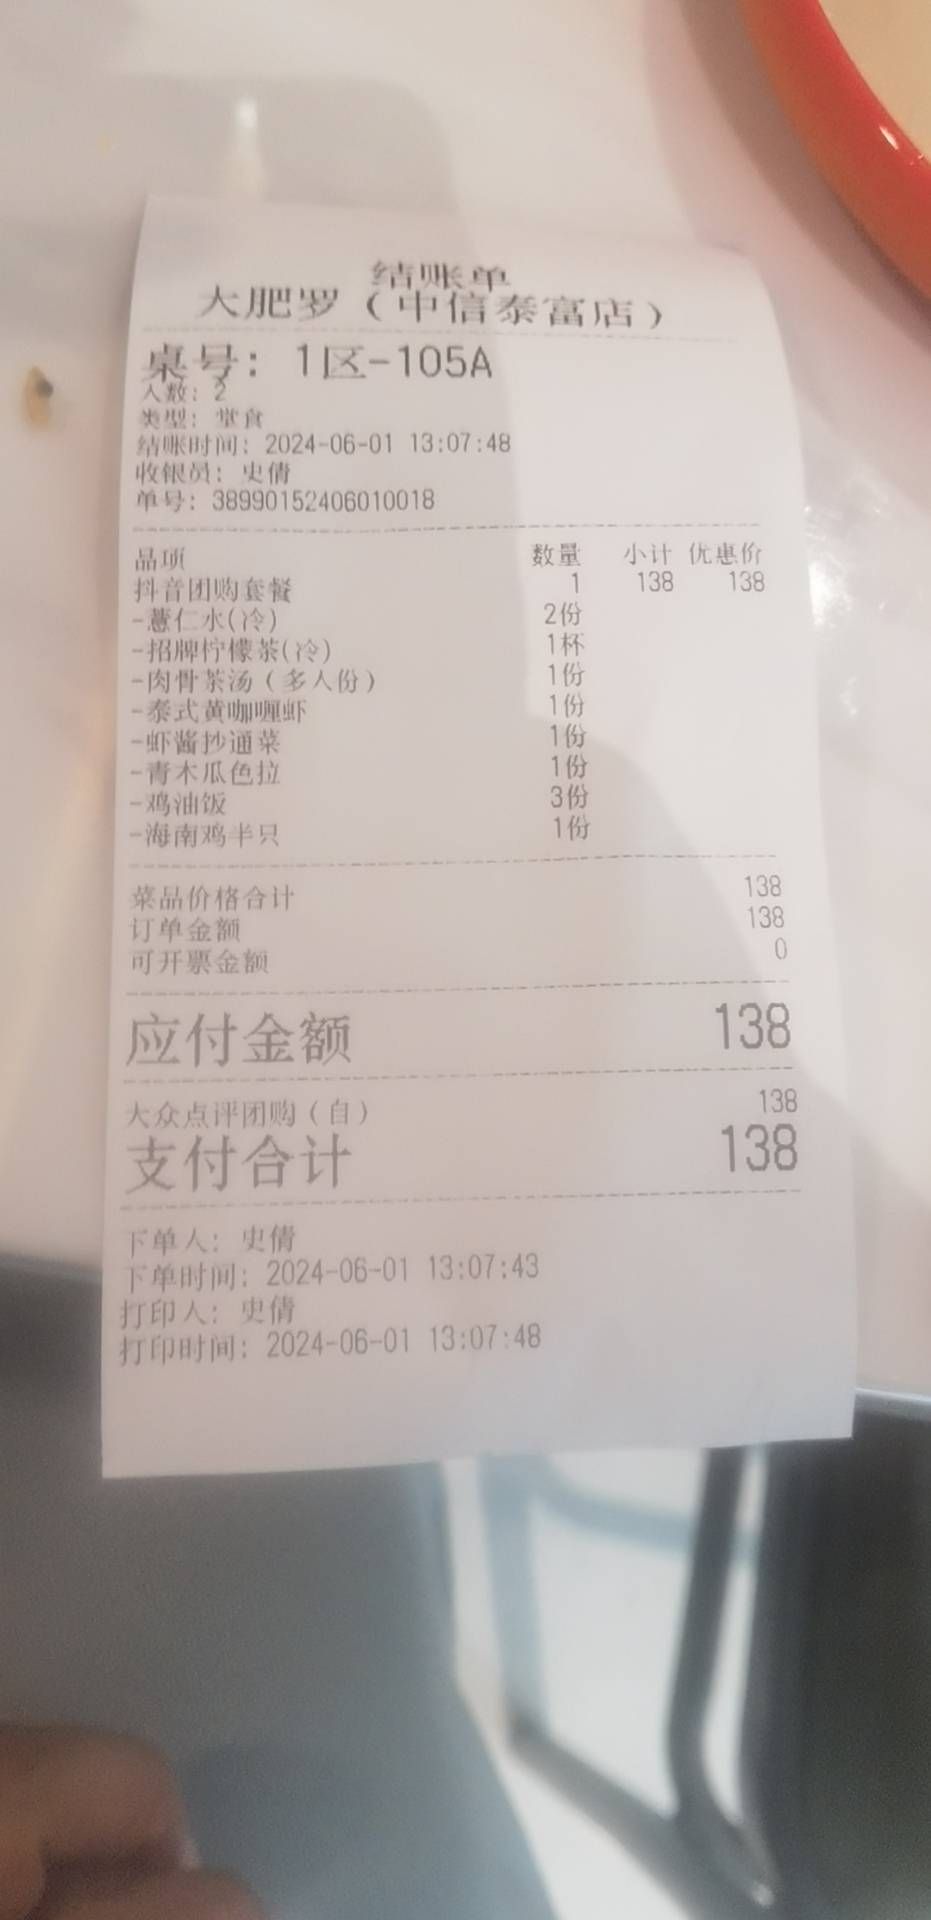 结账单
大肥罗（中信泰富店）
桌号：1区-105A
人数：2
类型：堂食
结账时间：2024-06-01 13:07:48
收银员：史倩
单号：38990152406010018
品项 数量 小计 优惠价
抖音团购套餐 1 138 138
-薏仁水(冷) 2份
-招牌柠檬茶(冷) 1杯
-肉骨茶汤（多人份） 1份
-泰式黄咖喱虾 1份
-虾酱抄通菜 1份
-青木瓜色拉 1份
-鸡油饭 3份
-海南鸡半只 1份
菜品价格合计 138
订单金额 138
可开票金额 0
应付金额 138
大众点评团购（自） 138
支付合计 138
下单人：史倩
下单时间：2024-06-01 13:07:43
打印人：史倩
打印时间：2024-06-01 13:07:48